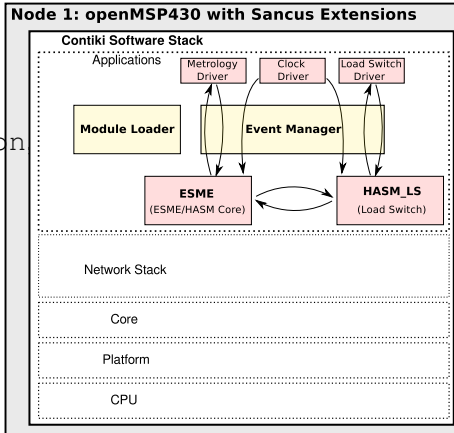 Node 1: openMSP430 with Sancus Extensions
Contiki Software Stack
Applications
Metrology
Driver
Clock
Driver
Load Switch
Driver
Module Loader
Event Manager
on.
ESME
(ESME/HASM Core)
HASM_LS
(Load Switch)
Network Stack
Core
Platform
CPU